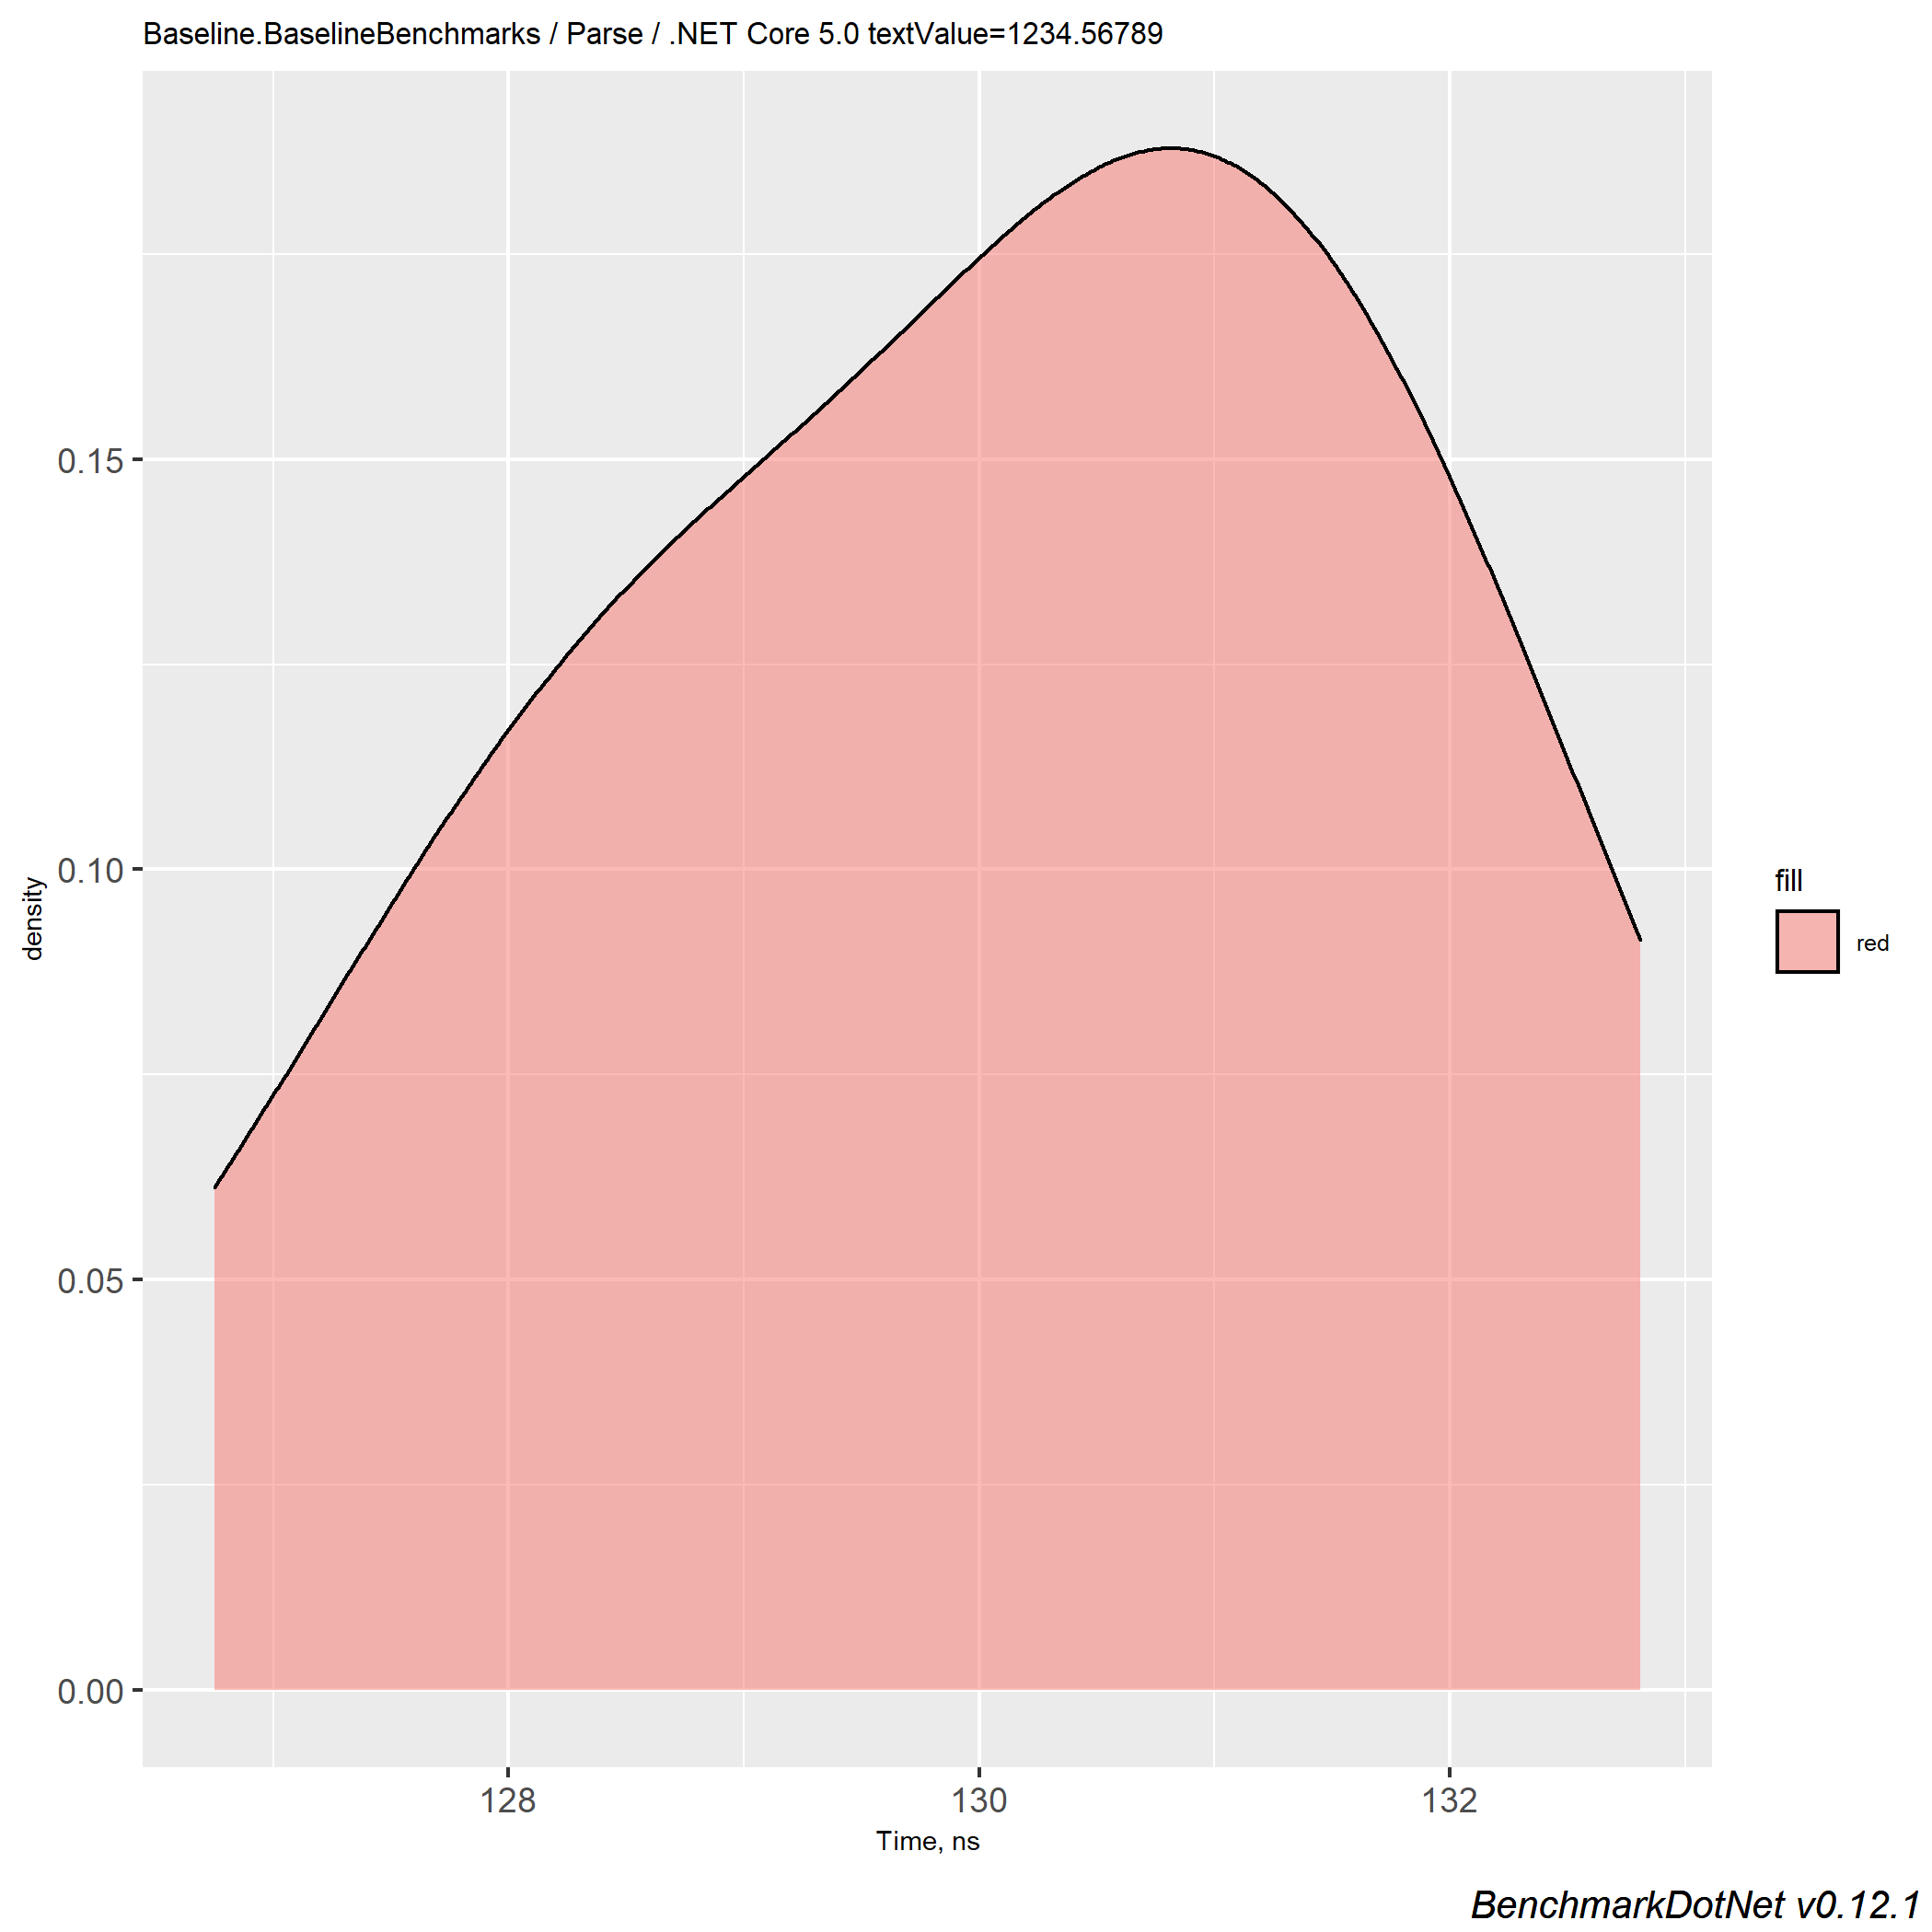 Baseline.BaselineBenchmarks / Parse / .NET Core 5.0 textValue=1234.56789
0.15
0.10
0.05
0.00
density
128 130 132
Time, ns
fill
red
BenchmarkDotNet v0.12.1